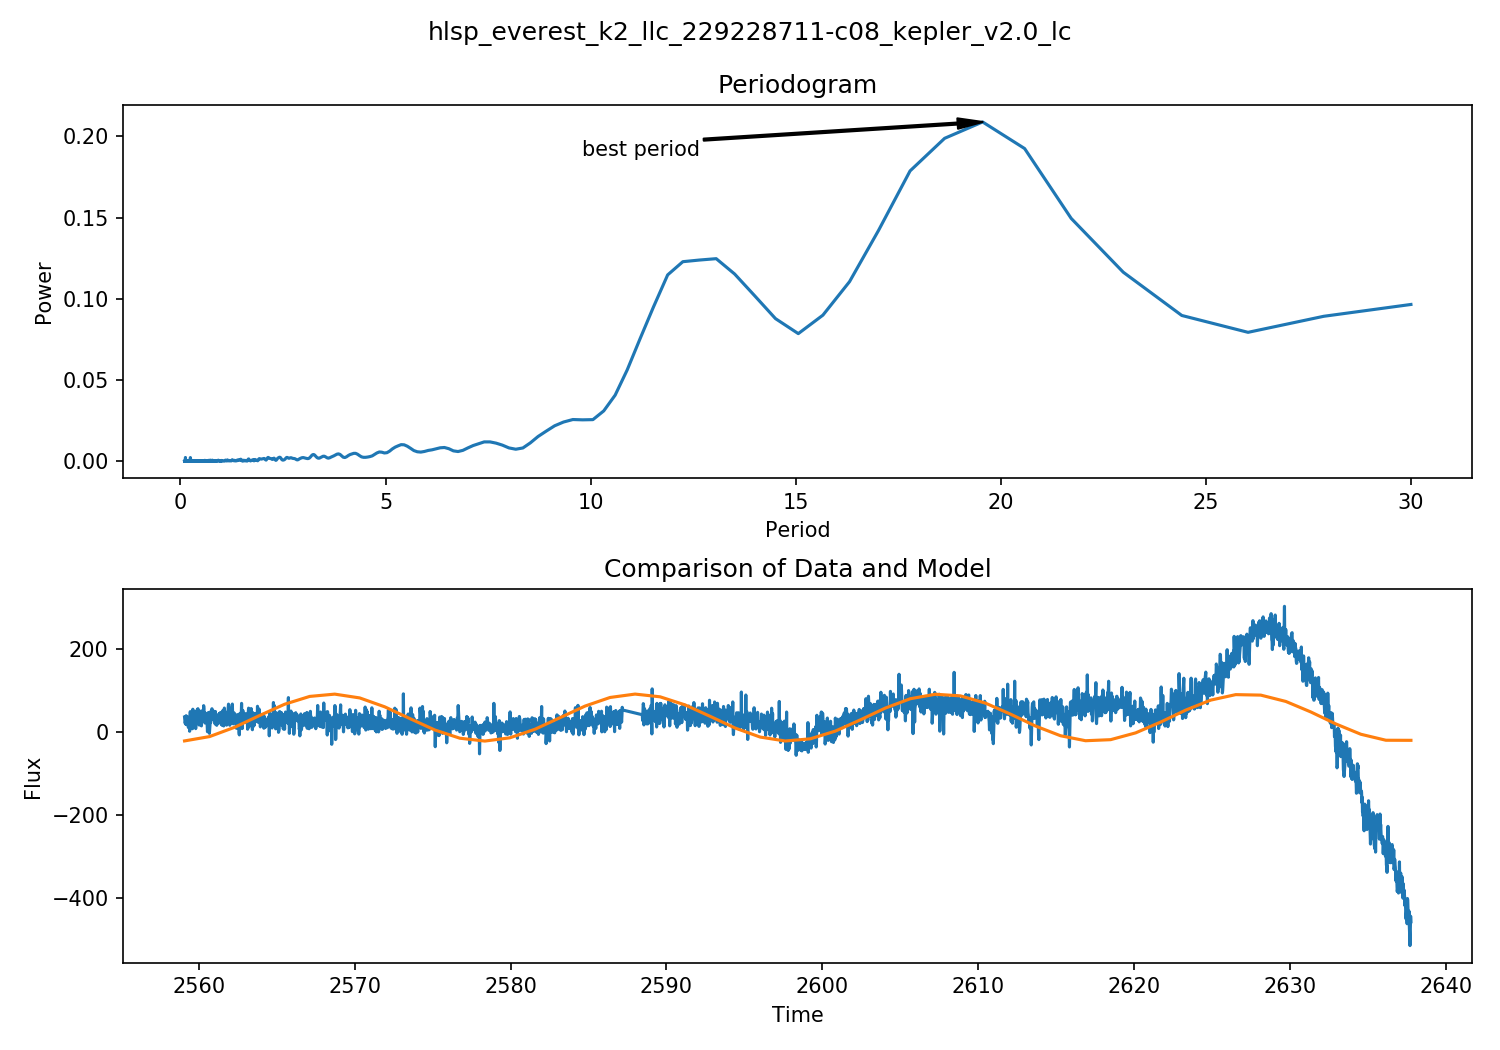 hlsp_everest_k2_llc_229228711-c08_kepler_v2.0_lc
Periodogram
0.20
0.15
0.10
0.05
0.00
Power
best period
0 5 10 15 20 25 30
Period
Comparison of Data and Model
200
0
−200
−400
Flux
2560 2570 2580 2590 2600 2610 2620 2630 2640
Time